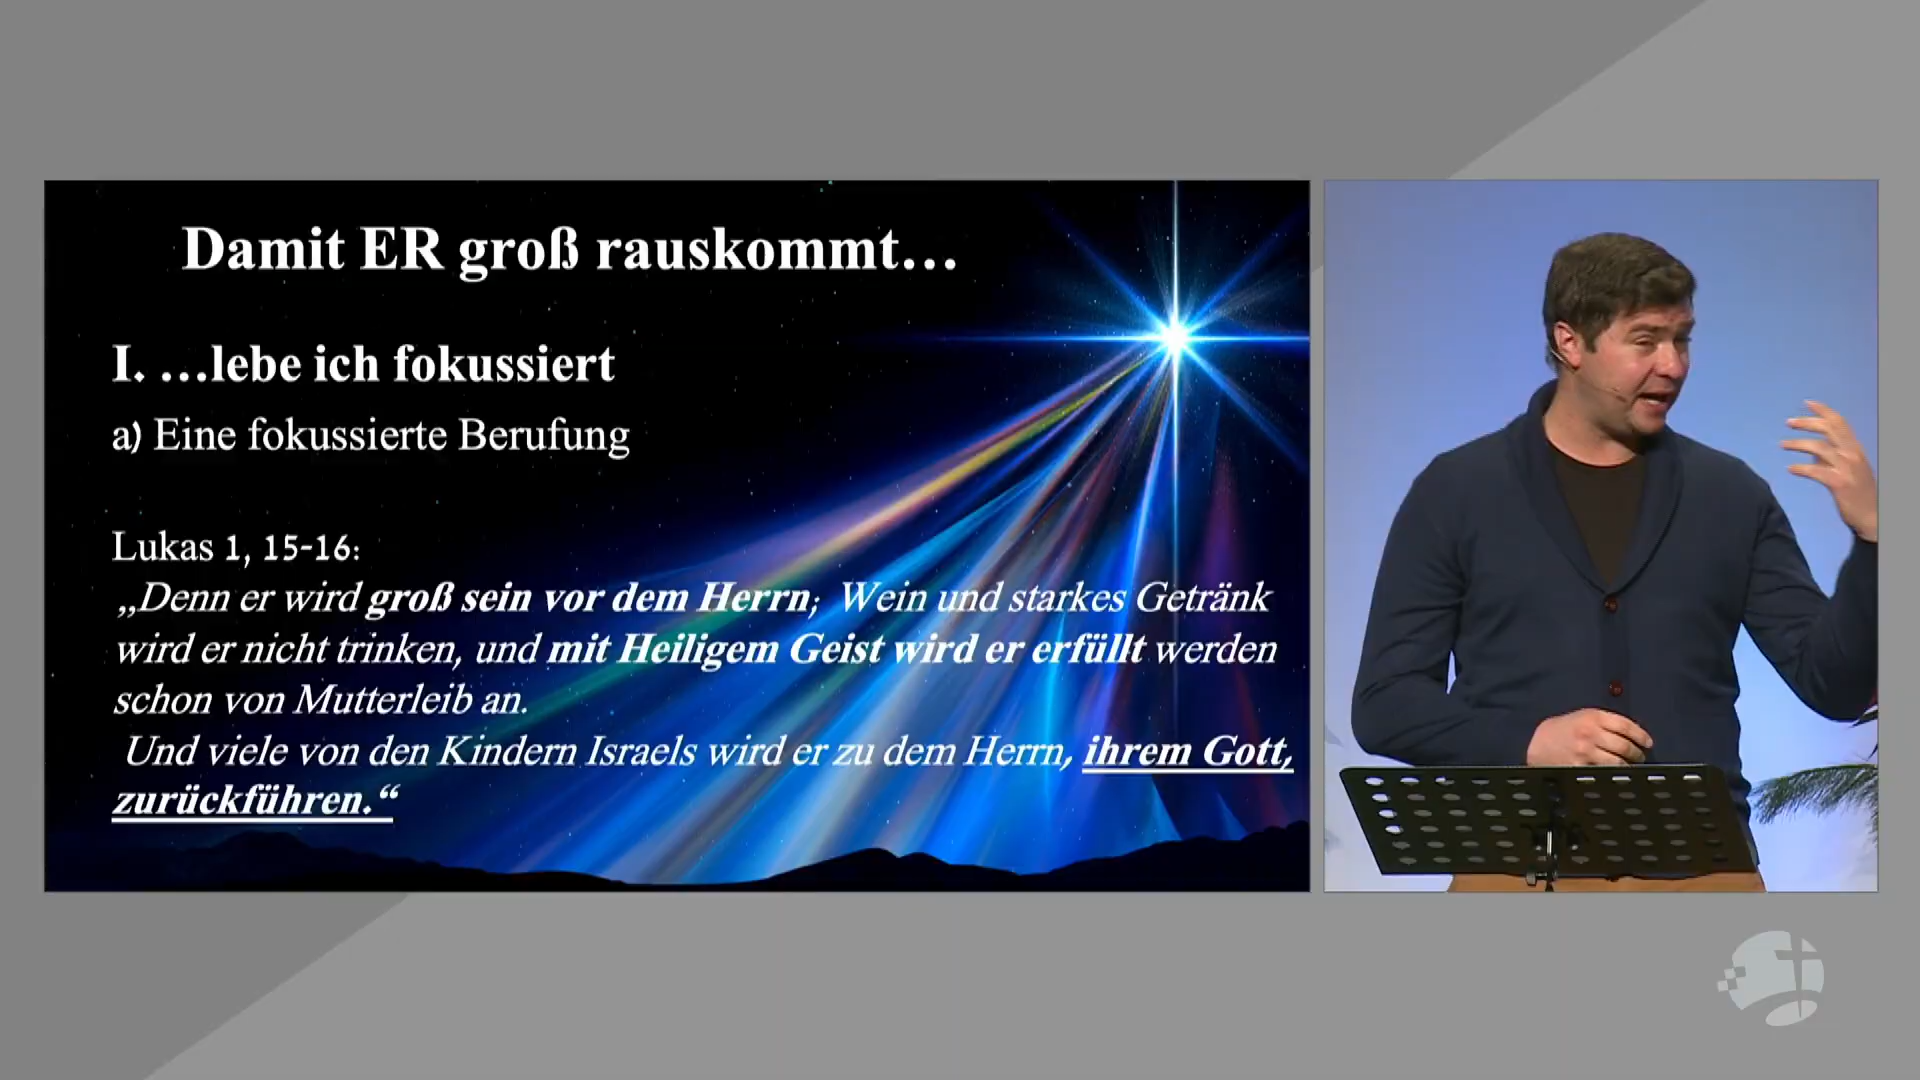 Damit ER groß rauskommt…
I. …lebe ich fokussiert
a) Eine fokussierte Berufung
Lukas 1, 15-16:
„Denn er wird groß sein vor dem Herrn; Wein und starkes Getränk
wird er nicht trinken, und mit Heiligem Geist wird er erfüllt werden
schon von Mutterleib an.
Und viele von den Kindern Israels wird er zu dem Herrn, ihrem Gott,
zurückführen.“